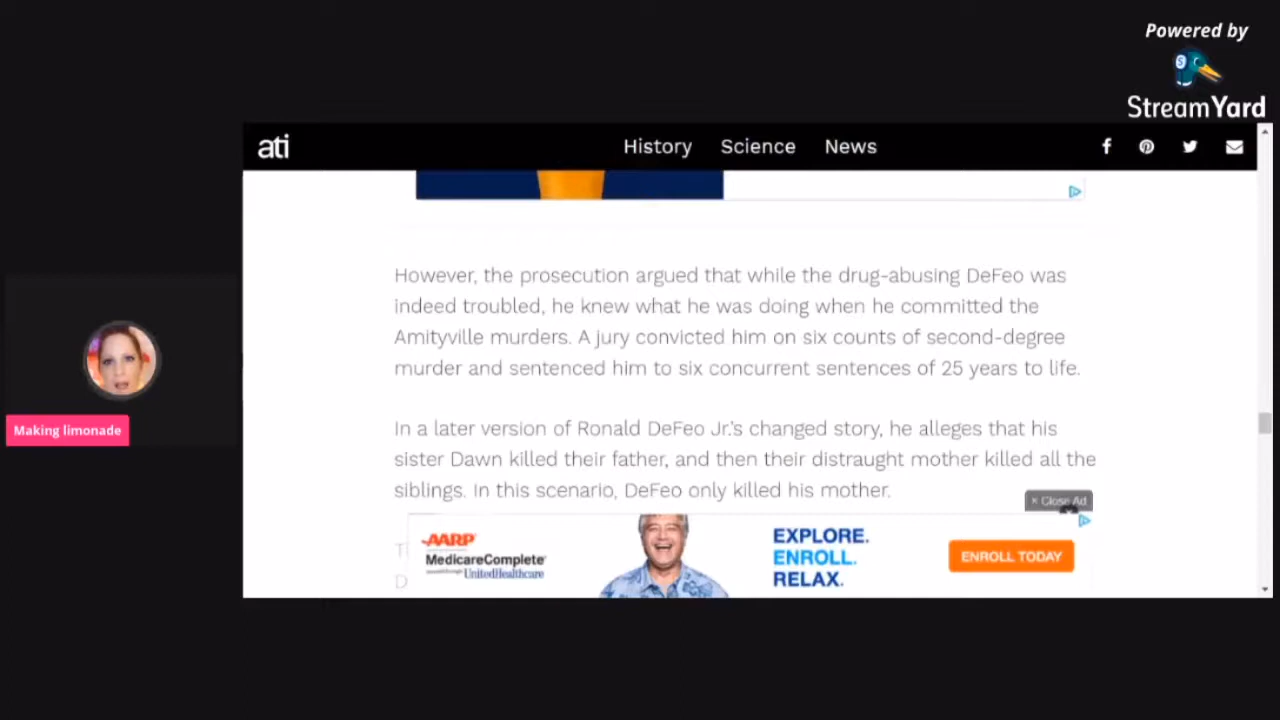 Powered by
StreamYard
ati
History Science News
However, the prosecution argued that while the drug-abusing DeFeo was
indeed troubled, he knew what he was doing when he committed the
Amityville murders. A jury convicted him on six counts of second-degree
murder and sentenced him to six concurrent sentences of 25 years to life.
In a later version of Ronald DeFeo Jr.'s changed story, he alleges that his
sister Dawn killed their father, and then their distraught mother killed all the
siblings. In this scenario, DeFeo only killed his mother.
× Close Ad
AARP
MedicareComplete
UnitedHealthcare
EXPLORE.
ENROLL.
RELAX.
ENROLL TODAY
Making limonade